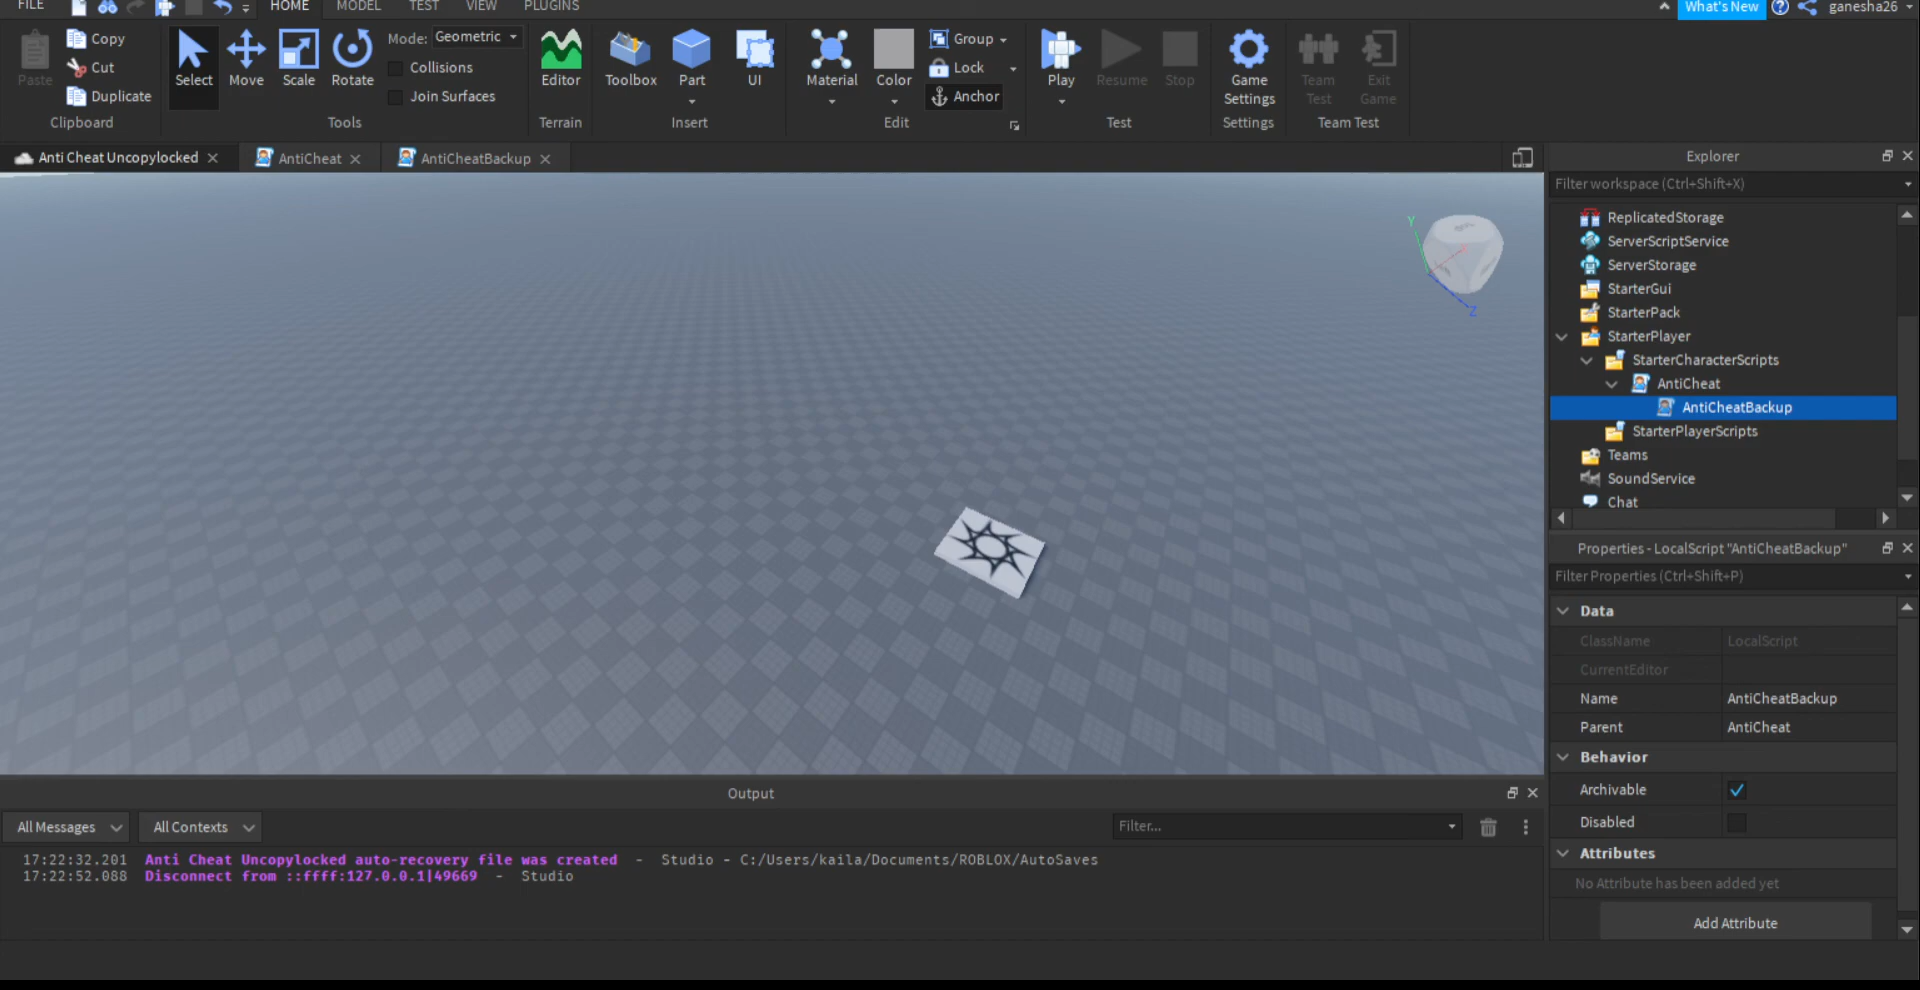 FILE HOME MODEL TEST VIEW PLUGINS What's New ganesha26
Paste Copy Cut Duplicate Clipboard
Select Move Scale Rotate Mode: Geometric Collisions Join Surfaces Tools
Editor Terrain
Toolbox Part UI Insert
Material Color Group Lock Anchor Edit
Play Resume Stop Test
Game Settings Settings
Team Test Exit Game Team Test
Anti Cheat Uncopylocked AntiCheat AntiCheatBackup
Y
Z
Explorer
Filter workspace (Ctrl+Shift+X)
ReplicatedStorage
ServerScriptService
ServerStorage
StarterGui
StarterPack
StarterPlayer
StarterCharacterScripts
AntiCheat
AntiCheatBackup
StarterPlayerScripts
Teams
SoundService
Chat
Properties - LocalScript "AntiCheatBackup"
Filter Properties (Ctrl+Shift+P)
Data
ClassName LocalScript
CurrentEditor
Name AntiCheatBackup
Parent AntiCheat
Behavior
Archivable
Disabled
Attributes
No Attribute has been added yet
Add Attribute
Output
All Messages All Contexts Filter...
17:22:32.201 Anti Cheat Uncopylocked auto-recovery file was created - Studio - C:/Users/kaila/Documents/ROBLOX/AutoSaves
17:22:52.088 Disconnect from ::ffff:127.0.0.1|49669 - Studio